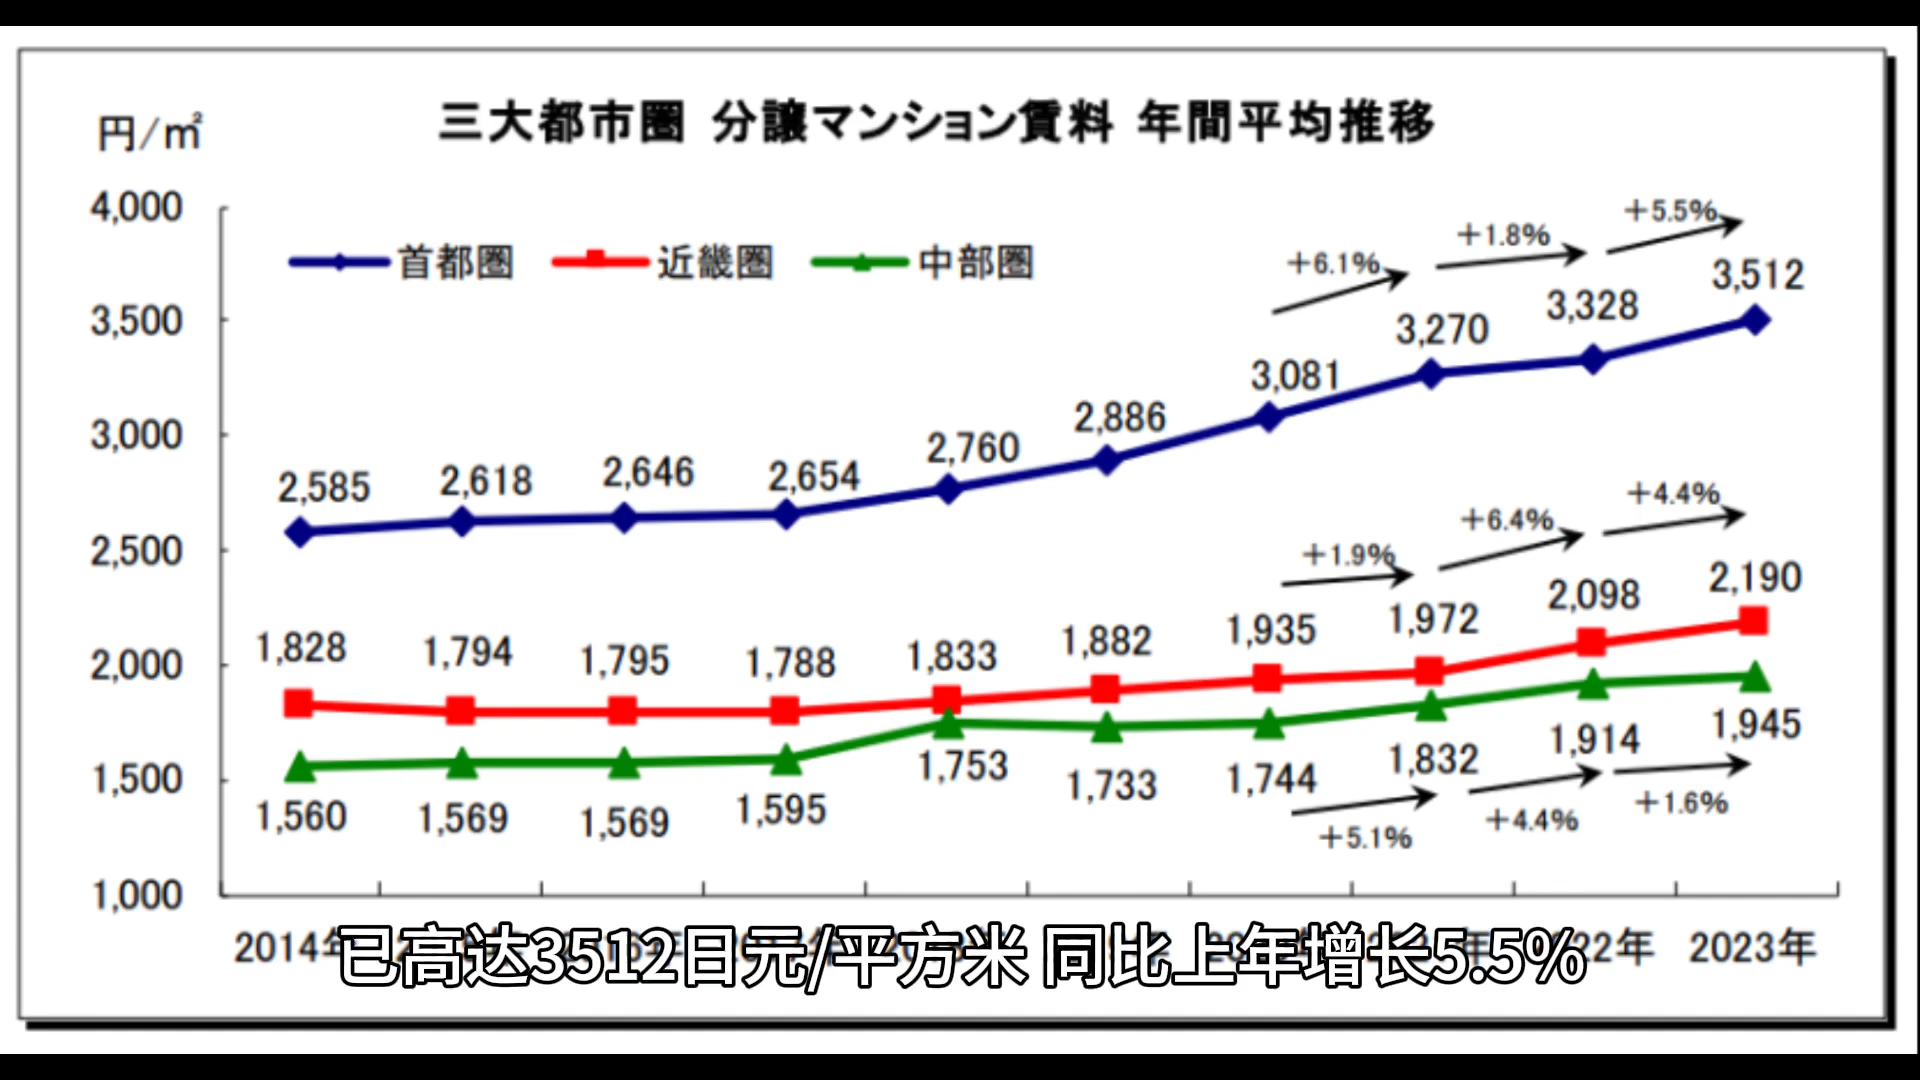 三大都市圏 分譲マンション賃料 年間平均推移
円/㎡
4,000
3,500
3,000
2,500
2,000
1,500
1,000
首都圏 近畿圏 中部圏
+6.1% +1.8% +5.5%
2,585 2,618 2,646 2,654 2,760 2,886 3,081 3,270 3,328 3,512
+1.9% +6.4% +4.4%
1,828 1,794 1,795 1,788 1,833 1,882 1,935 1,972 2,098 2,190
1,560 1,569 1,569 1,595 1,753 1,733 1,744 1,832 1,914 1,945
+5.1% +4.4% +1.6%
2014年 2023年
已高达3512日元/平方米 同比上年增长5.5%